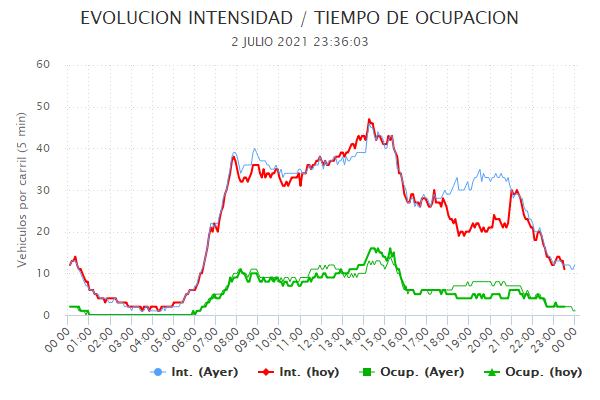 EVOLUCION INTENSIDAD / TIEMPO DE OCUPACION
2 JULIO 2021 23:36:03
Vehiculos por carril (5 min)
60
50
40
30
20
10
0
00:00 01:00 02:00 03:00 04:00 05:00 06:00 07:00 08:00 09:00 10:00 11:00 12:00 13:00 14:00 15:00 16:00 17:00 18:00 19:00 20:00 21:00 22:00 23:00 00:00
Int. (Ayer) Int. (hoy) Ocup. (Ayer) Ocup. (hoy)